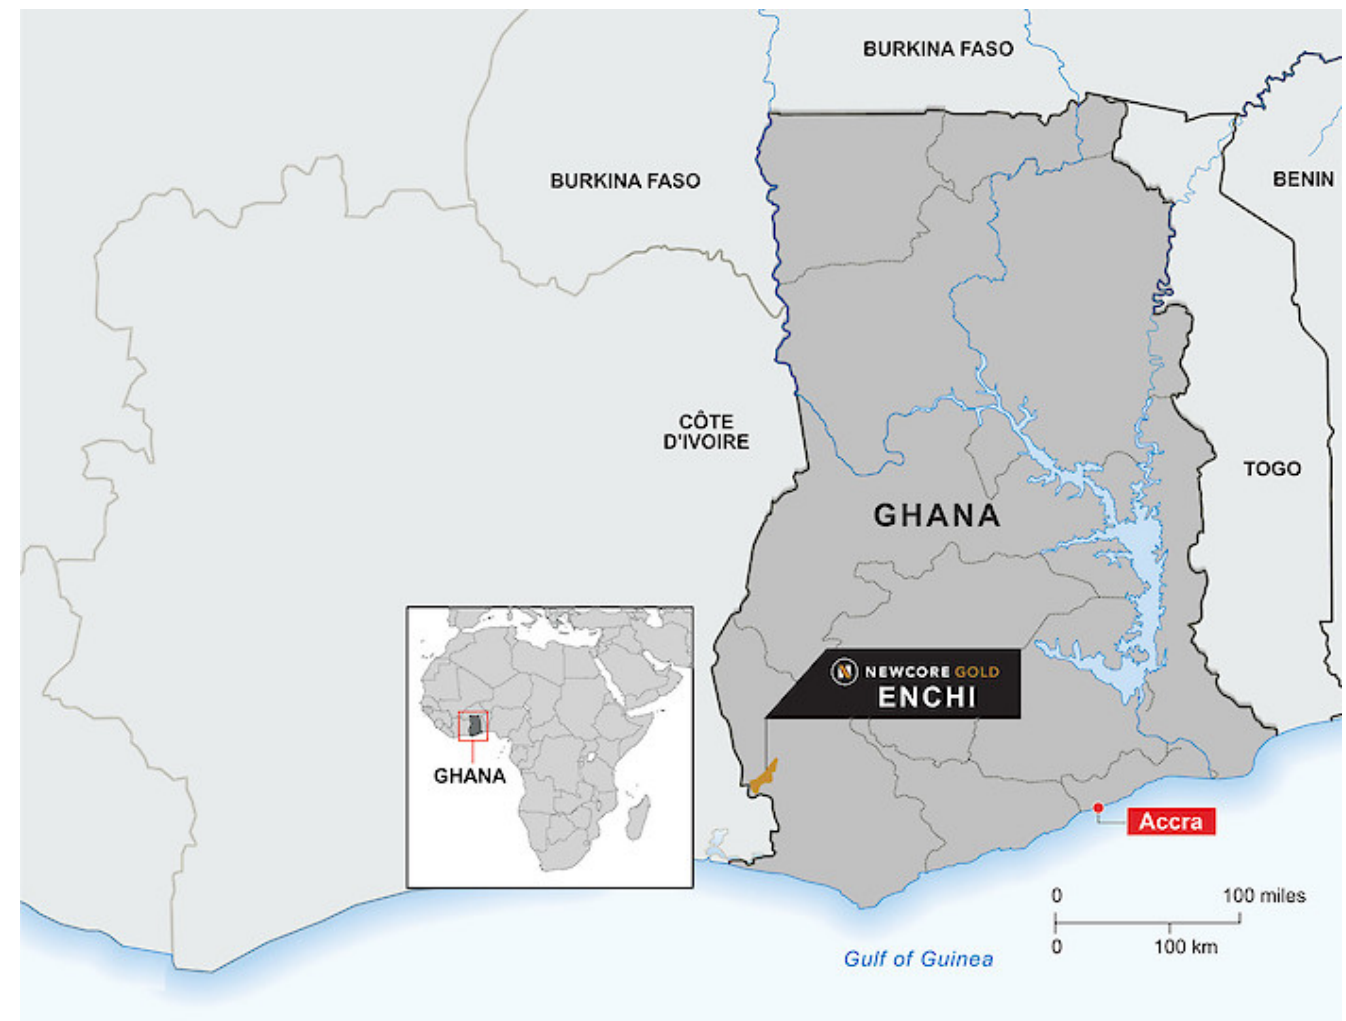 BURKINA FASO
BURKINA FASO
BENIN
CÔTE
D'IVOIRE
TOGO
GHANA
N NEWCORE GOLD
ENCHI
GHANA
Accra
0 100 miles
0 100 km
Gulf of Guinea